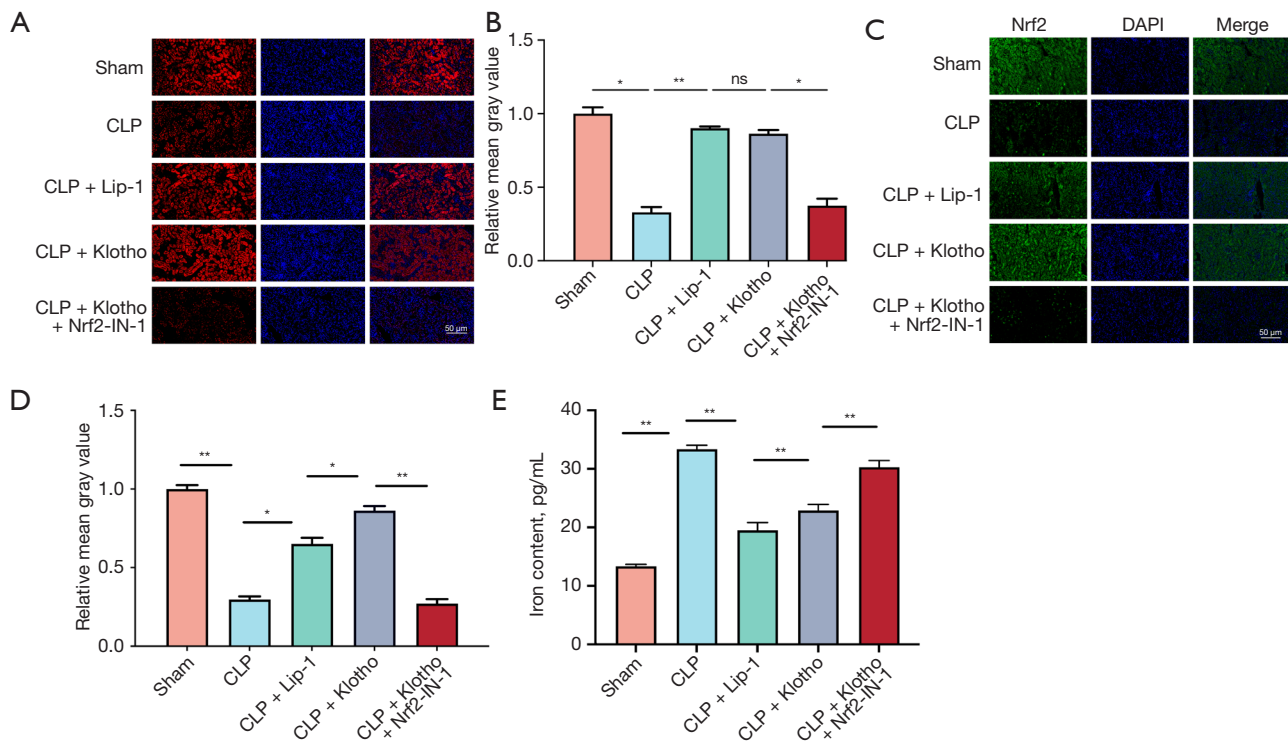 A
Sham
CLP
CLP + Lip-1
CLP + Klotho
CLP + Klotho
+ Nrf2-IN-1
50 μm
B
Relative mean gray value
1.5
1.0
0.5
0.0
*
**
ns
*
Sham
CLP
CLP + Lip-1
CLP + Klotho
CLP + Klotho
+ Nrf2-IN-1
C
Nrf2 DAPI Merge
Sham
CLP
CLP + Lip-1
CLP + Klotho
CLP + Klotho
+ Nrf2-IN-1
50 μm
D
Relative mean gray value
1.5
1.0
0.5
0.0
**
*
*
**
Sham
CLP
CLP + Lip-1
CLP + Klotho
CLP + Klotho
+ Nrf2-IN-1
E
Iron content, pg/mL
40
30
20
10
0
**
**
**
**
Sham
CLP
CLP + Lip-1
CLP + Klotho
CLP + Klotho
+ Nrf2-IN-1